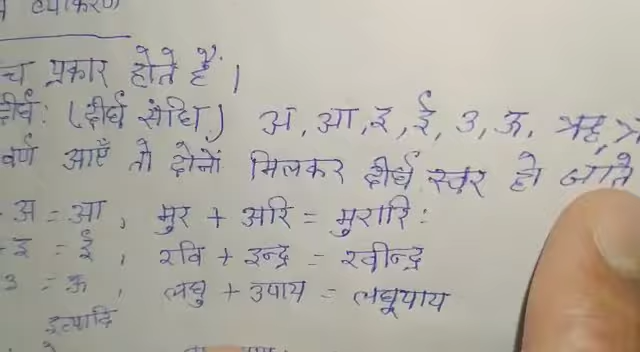 व्याकरण
च प्रकार होते हैं।
दीर्घ: (दीर्घ संधि) अ, आ, इ, ई, उ, ऊ, ऋ,
वर्ण आएँ तो दोनों मिलकर दीर्घ स्वर हो जाते
- अ = आ, मुर + अरि = मुरारि:
- इ = ई, रवि + इन्द्र = रवीन्द्र
उ = ऊ, लघु + उपाय = लघूपाय
इत्यादि